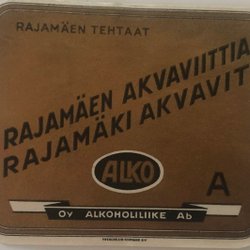 RAJAMÄEN TEHTAAT
RAJAMÄEN AKVAVIITTIA
RAJAMÄKI AKVAVIT
ALKO
A
OY ALKOHOLILIIKE AB